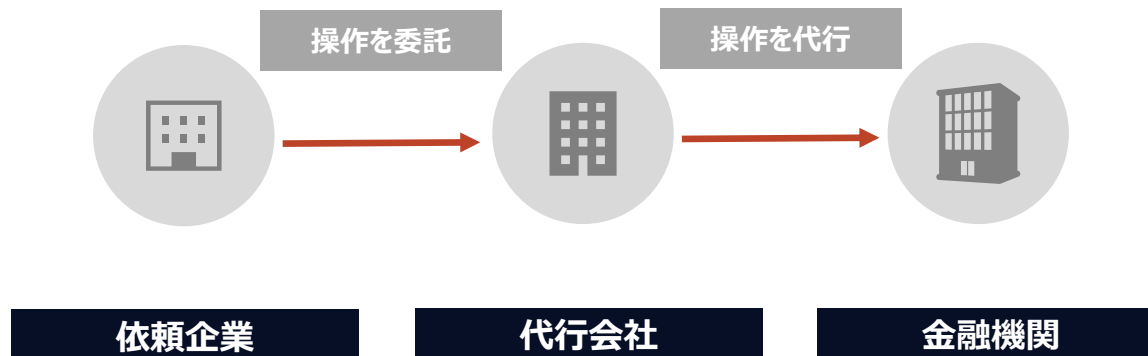 操作を委託
操作を代行
依頼企業
代行会社
金融機関